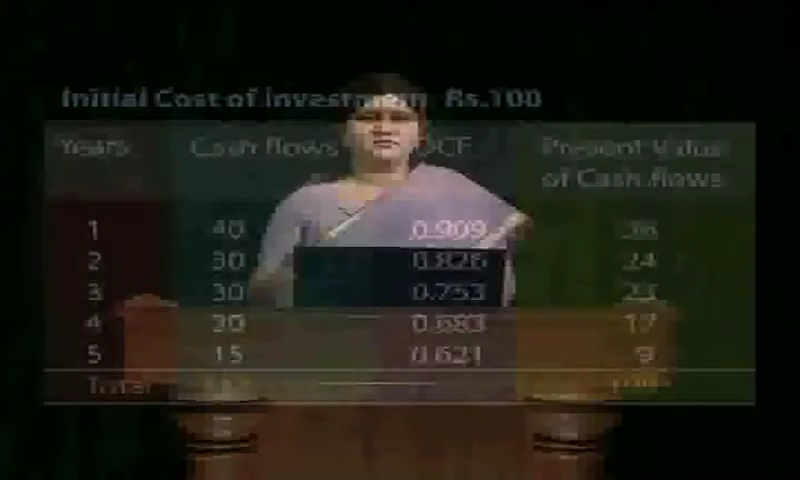 Initial Cost of Investment Rs.100
Years Cash flows DCF Present Value
of Cash flows
1 40 0.909 36
2 30 0.826 24
3 30 0.753 23
4 0.683 17
5 15 0.621 9
Total